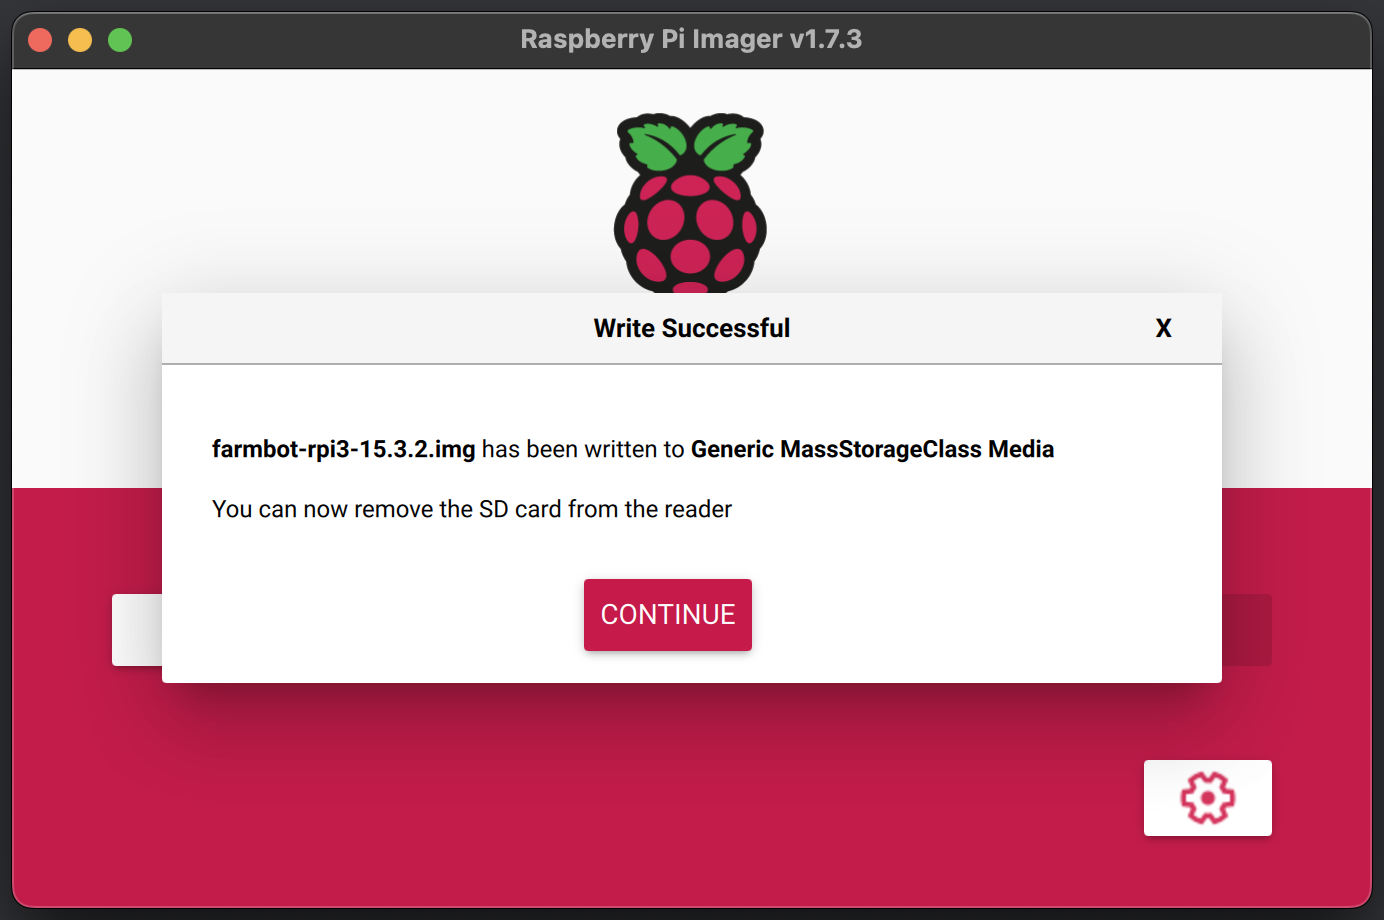 Raspberry Pi Imager v1.7.3
Write Successful
X
farmbot-rpi3-15.3.2.img has been written to Generic MassStorageClass Media
You can now remove the SD card from the reader
CONTINUE